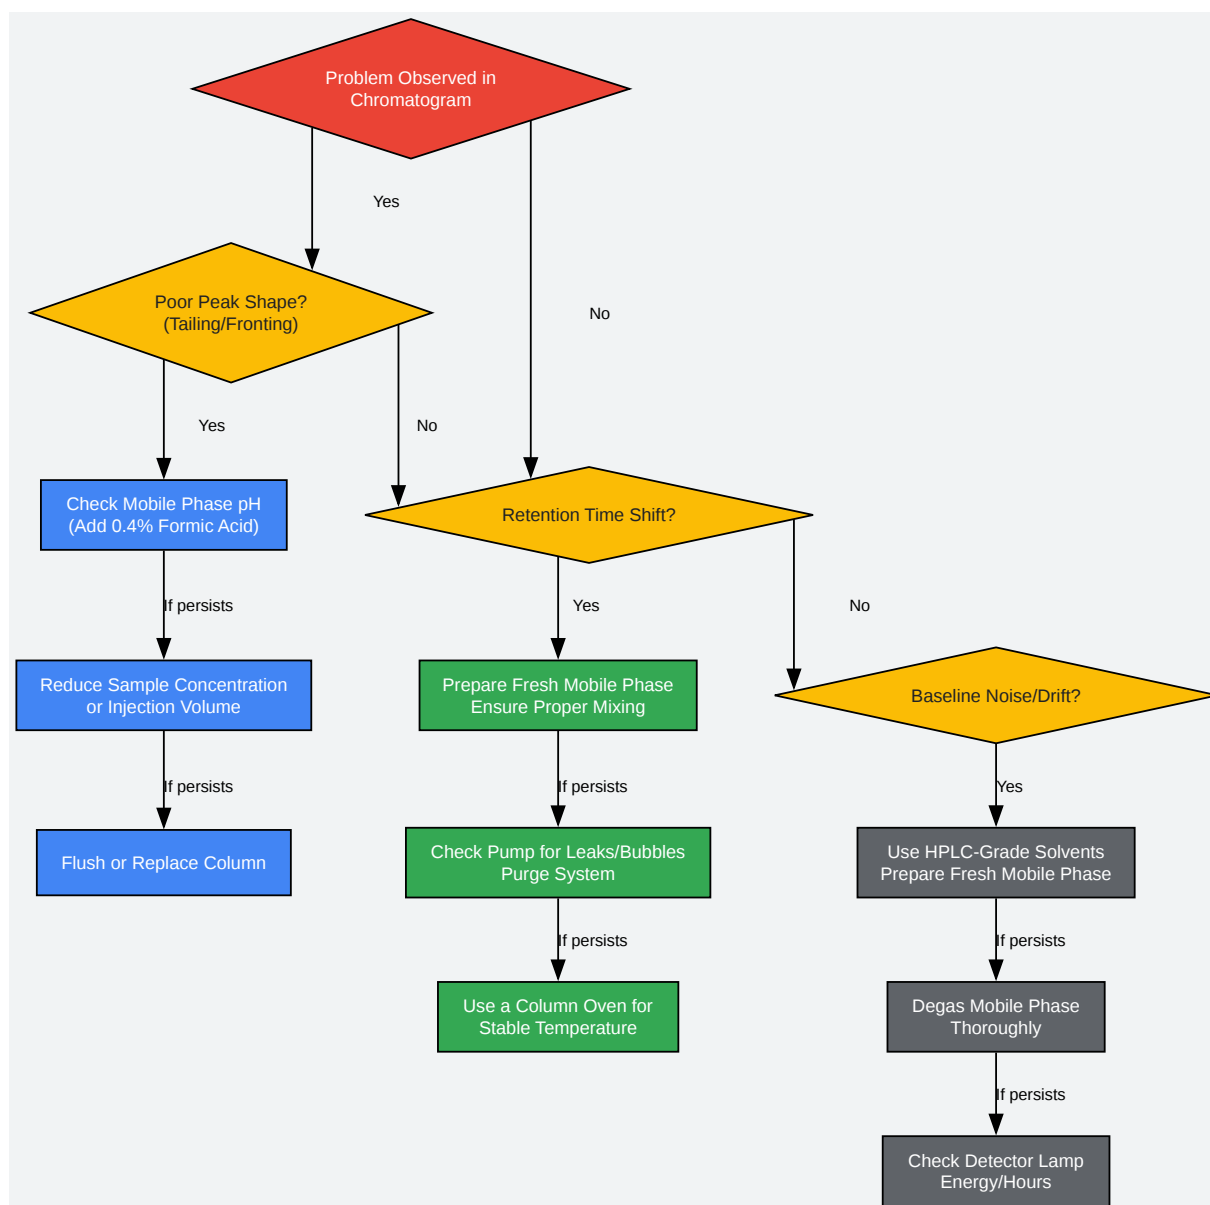 Problem Observed in
Chromatogram
Yes
No
Poor Peak Shape?
(Tailing/Fronting)
Yes
No
Check Mobile Phase pH
(Add 0.4% Formic Acid)
Retention Time Shift?
If persists
Yes
No
Reduce Sample Concentration
or Injection Volume
Prepare Fresh Mobile Phase
Ensure Proper Mixing
Baseline Noise/Drift?
If persists
If persists
Yes
Flush or Replace Column
Check Pump for Leaks/Bubbles
Purge System
Use HPLC-Grade Solvents
Prepare Fresh Mobile Phase
If persists
If persists
Use a Column Oven for
Stable Temperature
Degas Mobile Phase
Thoroughly
If persists
Check Detector Lamp
Energy/Hours